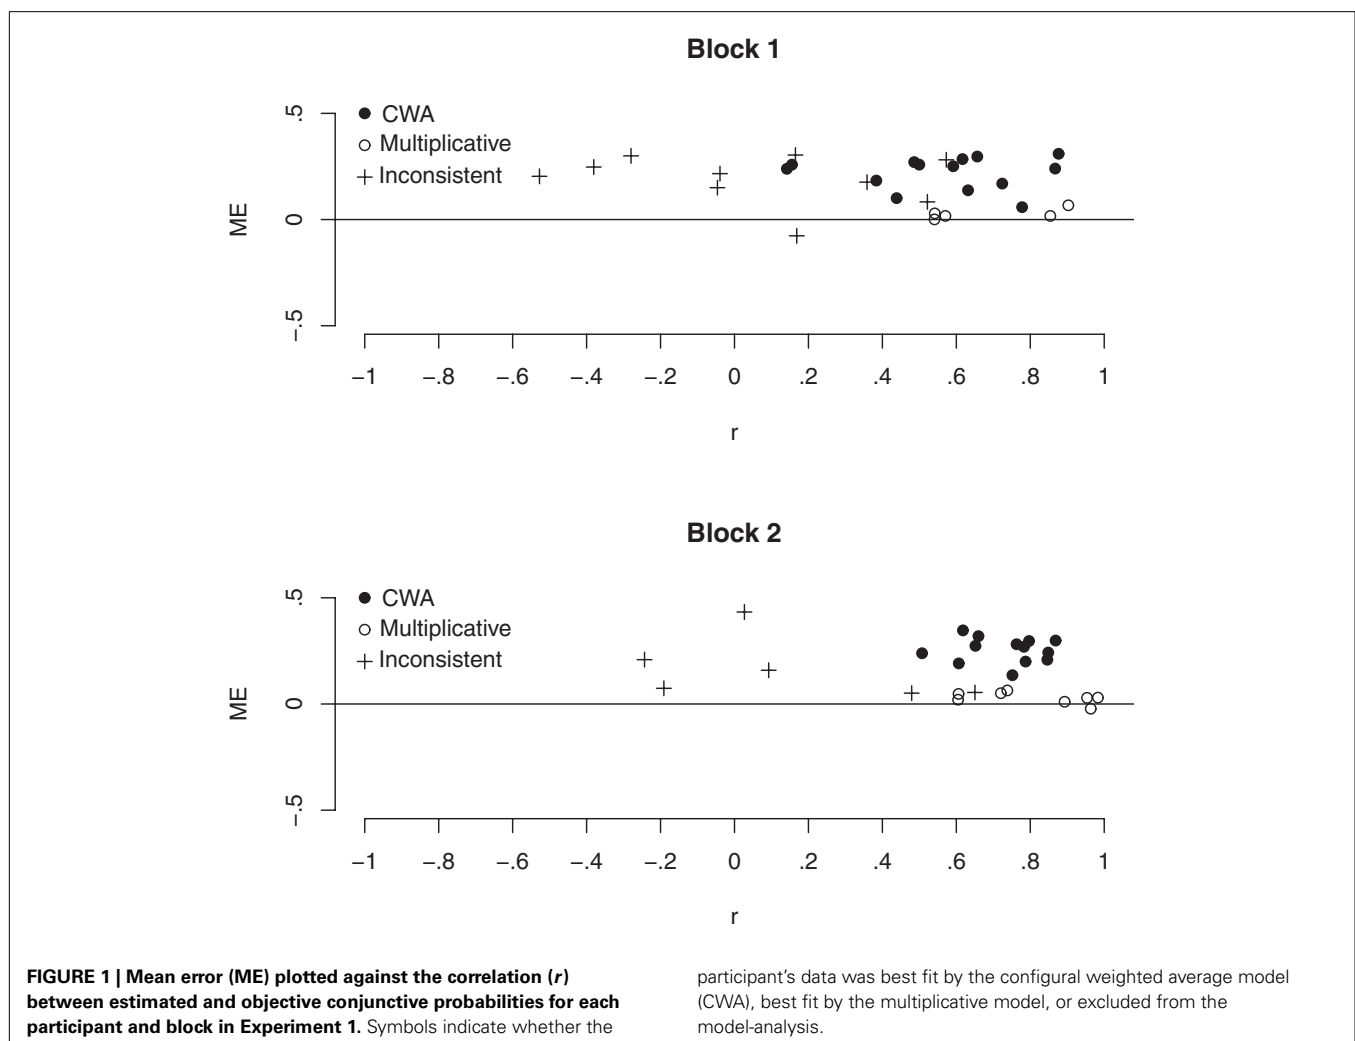 Block 1
.5
0
−.5
ME
CWA
Multiplicative
Inconsistent
−1 −.8 −.6 −.4 −.2 0 .2 .4 .6 .8 1
r
Block 2
.5
0
−.5
ME
CWA
Multiplicative
Inconsistent
−1 −.8 −.6 −.4 −.2 0 .2 .4 .6 .8 1
r
FIGURE 1 | Mean error (ME) plotted against the correlation (r)
between estimated and objective conjunctive probabilities for each
participant and block in Experiment 1. Symbols indicate whether the
participant's data was best fit by the configural weighted average model
(CWA), best fit by the multiplicative model, or excluded from the
model-analysis.